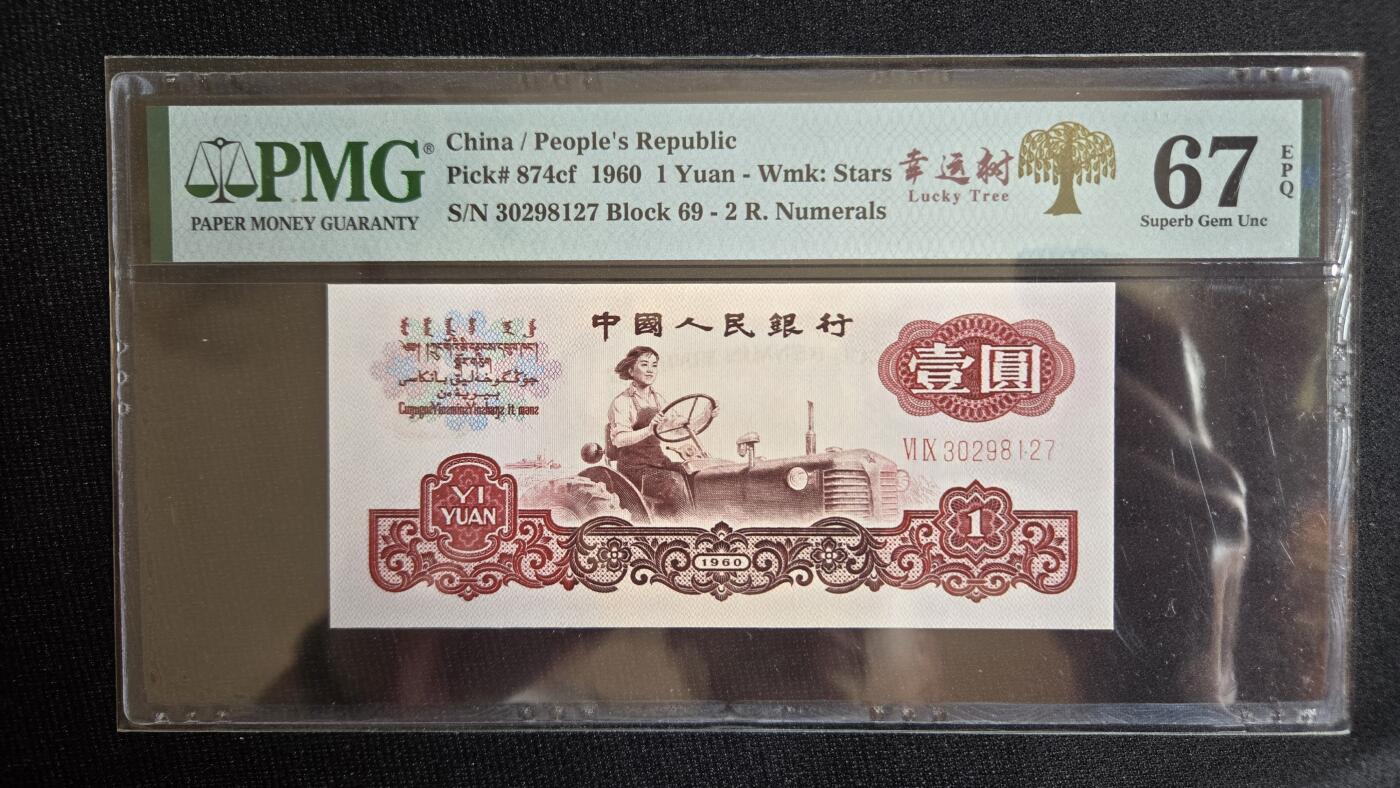 PMG®
PAPER MONEY GUARANTY
China / People's Republic
Pick# 874cf 1960 1 Yuan - Wmk: Stars
S/N 30298127 Block 69 - 2 R. Numerals
幸运树
Lucky Tree
67
EPQ
Superb Gem Unc
中國人民銀行
壹圓
VI IX 30298127
YI
YUAN
1
1960